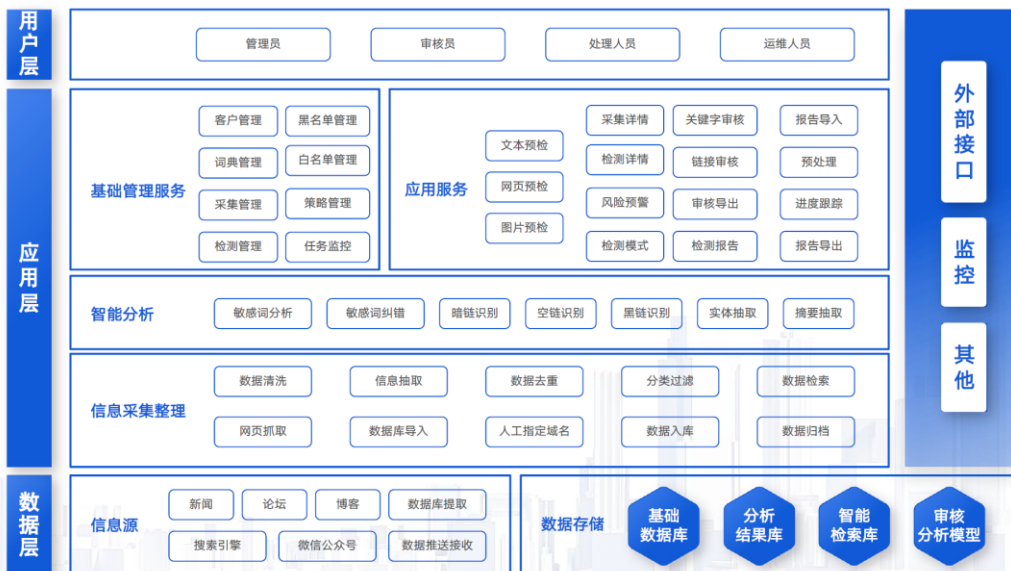 用户层
管理员
审核员
处理人员
运维人员
应用层
基础管理服务
客户管理
黑名单管理
词典管理
白名单管理
采集管理
策略管理
检测管理
任务监控
应用服务
文本预检
网页预检
图片预检
采集详情
关键字审核
报告导入
检测详情
链接审核
预处理
风险预警
审核导出
进度跟踪
检测模式
检测报告
报告导出
智能分析
敏感词分析
敏感词纠错
暗链识别
空链识别
黑链识别
实体抽取
摘要抽取
信息采集整理
数据清洗
信息抽取
数据去重
分类过滤
数据检索
网页抓取
数据库导入
人工指定域名
数据入库
数据归档
数据层
信息源
新闻
论坛
博客
数据库提取
搜索引擎
微信公众号
数据推送接收
数据存储
基础
数据库
分析
结果库
智能
检索库
审核
分析模型
外部接口
监控
其他